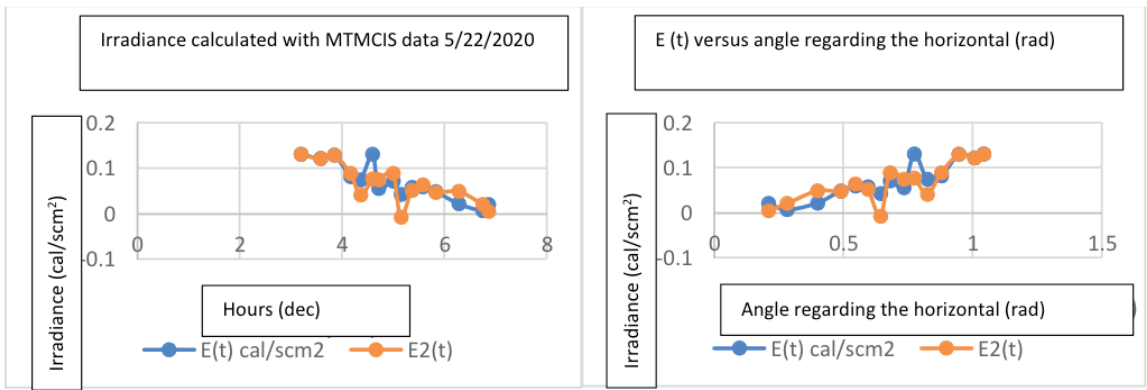 Irradiance calculated with MTMCIS data 5/22/2020
Irradiance (cal/scm²)
0.2
0.1
0
-0.1
0 2 4 6 8
Hours (dec)
E(t) cal/scm2 E2(t)
E (t) versus angle regarding the horizontal (rad)
Irradiance (cal/scm²)
0.2
0.1
0
-0.1
0 0.5 1 1.5
Angle regarding the horizontal (rad)
E(t) cal/scm2 E2(t)